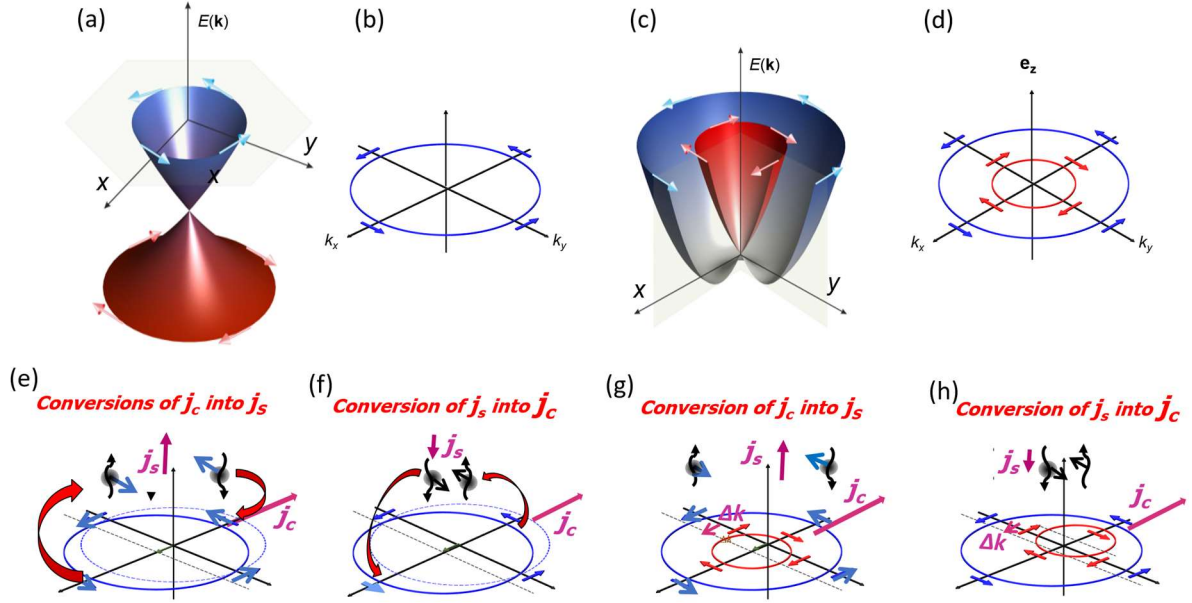 (a)
E(k)
y
x
x
(b)
kx
ky
(c)
E(k)
x
y
(d)
ez
kx
ky
(e)
Conversions of jc into jS
jS
jc
(f)
Conversion of jS into jC
jS
jc
(g)
Conversion of jc into jS
jS
jc
Δk
(h)
Conversion of jS into jC
jS
jc
Δk